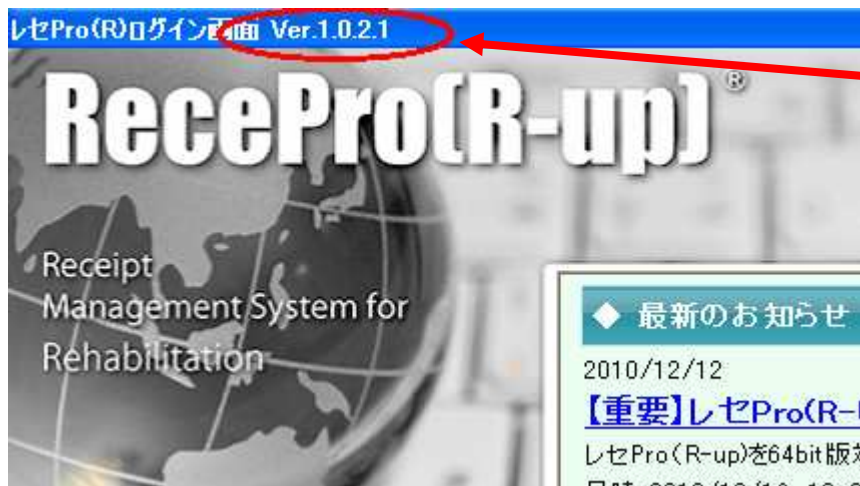 レセPro(R)ログイン画面 Ver.1.0.2.1
RecePro(R-up)®
Receipt
Management System for
Rehabilitation
◆ 最新のお知らせ
2010/12/12
【重要】レセPro(R-
レセPro(R-up)を64bit版